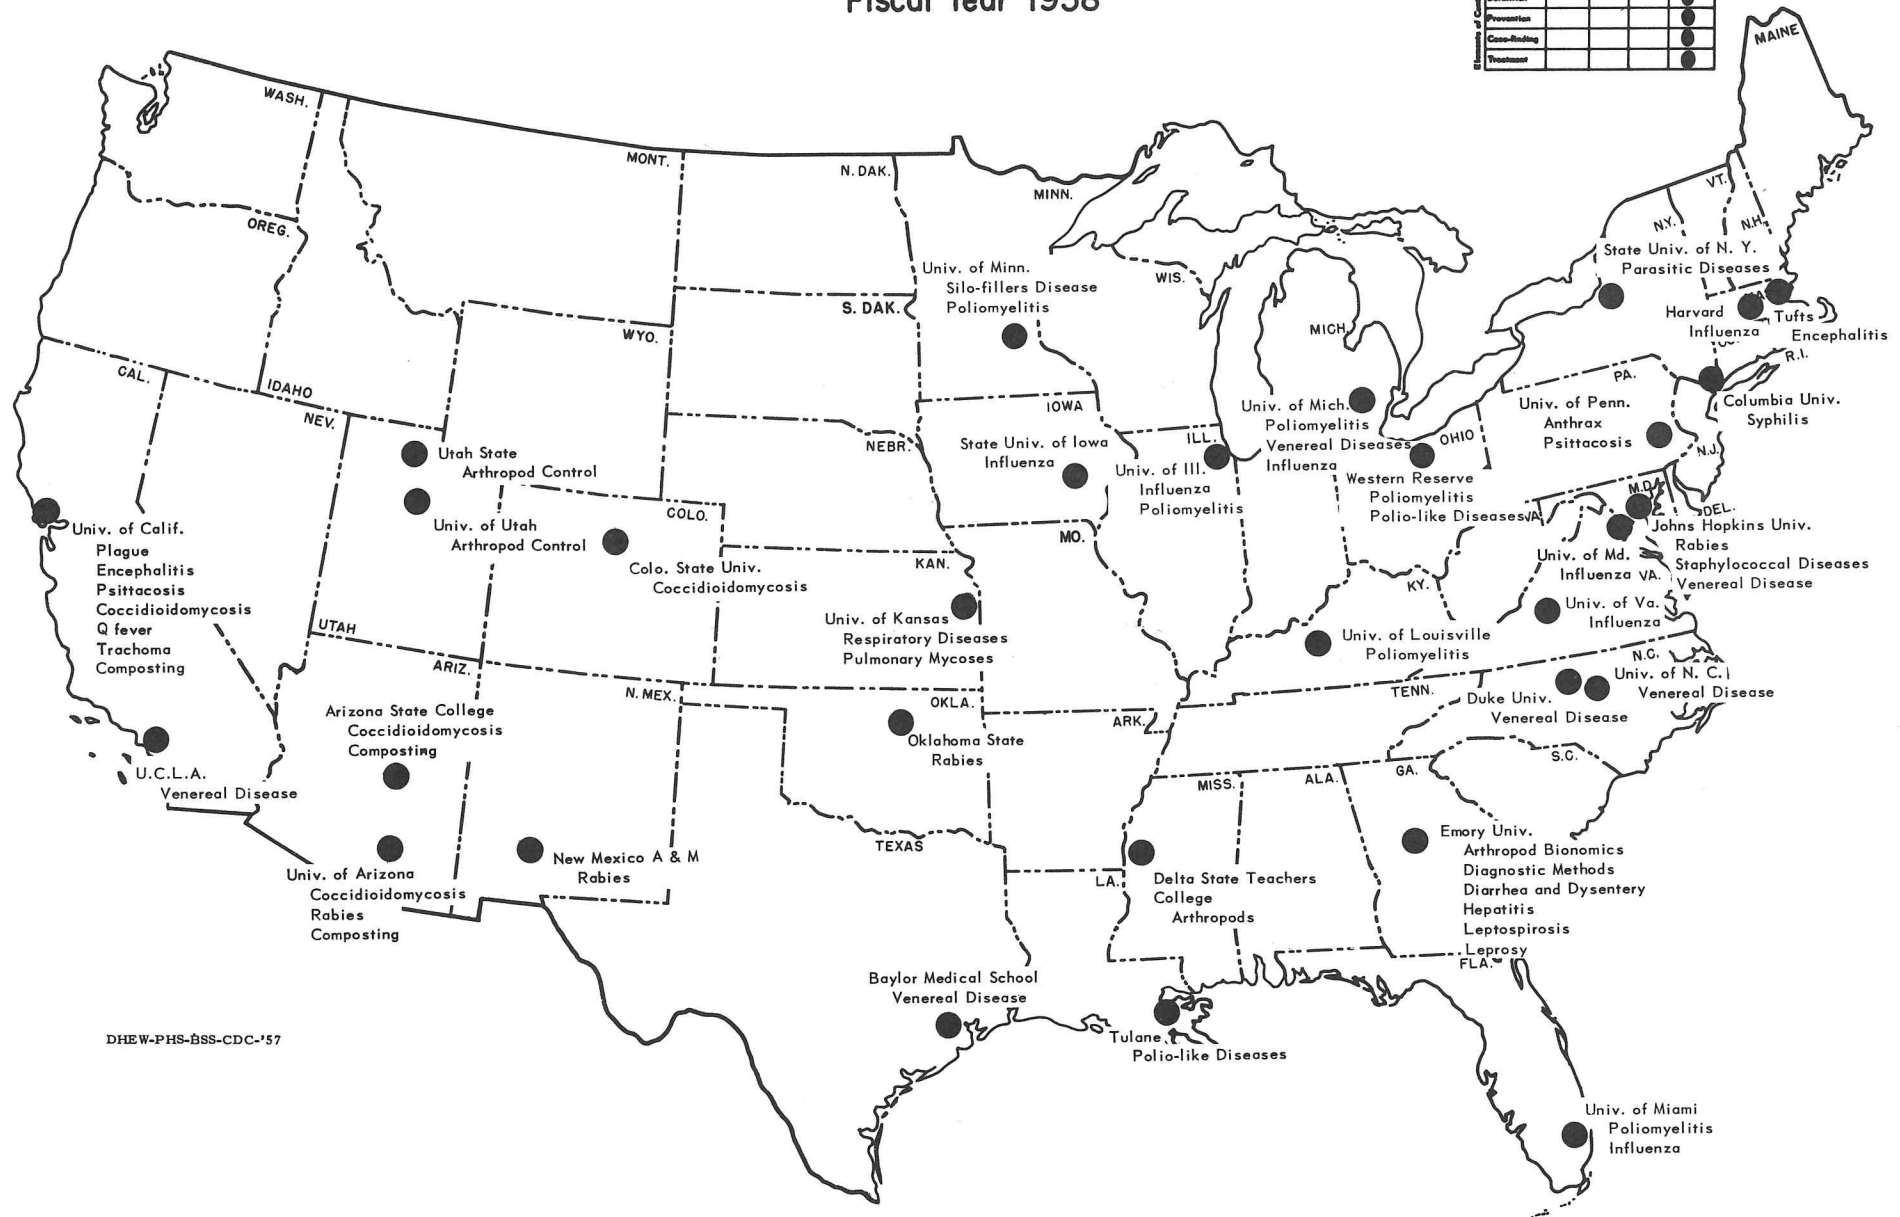 Fiscal Year 1958
Prevention
Case-finding
Treatment
MAINE
WASH.
MONT.
N. DAK.
MINN.
VT.
N.H.
N.Y.
OREG.
State Univ. of N. Y.
Parasitic Diseases
Univ. of Minn.
Silo-fillers Disease
Poliomyelitis
WIS.
S. DAK.
WYO.
MICH.
Harvard
Influenza
Tufts
Encephalitis
R.I.
CAL.
IDAHO
NEV.
PA.
IOWA
NEBR.
Univ. of Mich.
Poliomyelitis
Venereal Diseases
Influenza
Univ. of Penn.
Anthrax
Psittacosis
Columbia Univ.
Syphilis
N.J.
OHIO
ILL.
State Univ. of Iowa
Influenza
Univ. of Ill.
Influenza
Poliomyelitis
Western Reserve
Poliomyelitis
Polio-like Diseases
VA.
Utah State
Arthropod Control
Univ. of Utah
Arthropod Control
COLO.
Colo. State Univ.
Coccidioidomycosis
KAN.
MO.
M.D.
DEL.
Johns Hopkins Univ.
Rabies
Staphylococcal Diseases
Venereal Disease
Univ. of Md.
Influenza
VA.
KY.
Univ. of Calif.
Plague
Encephalitis
Psittacosis
Coccidioidomycosis
Q fever
Trachoma
Composting
Univ. of Kansas
Respiratory Diseases
Pulmonary Mycoses
Univ. of Va.
Influenza
Univ. of Louisville
Poliomyelitis
UTAH
ARIZ.
N. MEX.
OKLA.
ARK.
TENN.
N.C.
Univ. of N. C.
Venereal Disease
Duke Univ.
Venereal Disease
Arizona State College
Coccidioidomycosis
Composting
Oklahoma State
Rabies
S.C.
U.C.L.A.
Venereal Disease
MISS.
ALA.
GA.
TEXAS
LA.
Univ. of Arizona
Coccidioidomycosis
Rabies
Composting
New Mexico A & M
Rabies
Delta State Teachers
College
Arthropods
Emory Univ.
Arthropod Bionomics
Diagnostic Methods
Diarrhea and Dysentery
Hepatitis
Leptospirosis
Leprosy
FLA.
Baylor Medical School
Venereal Disease
Tulane
Polio-like Diseases
DHEW-PHS-BSS-CDC-'57
Univ. of Miami
Poliomyelitis
Influenza